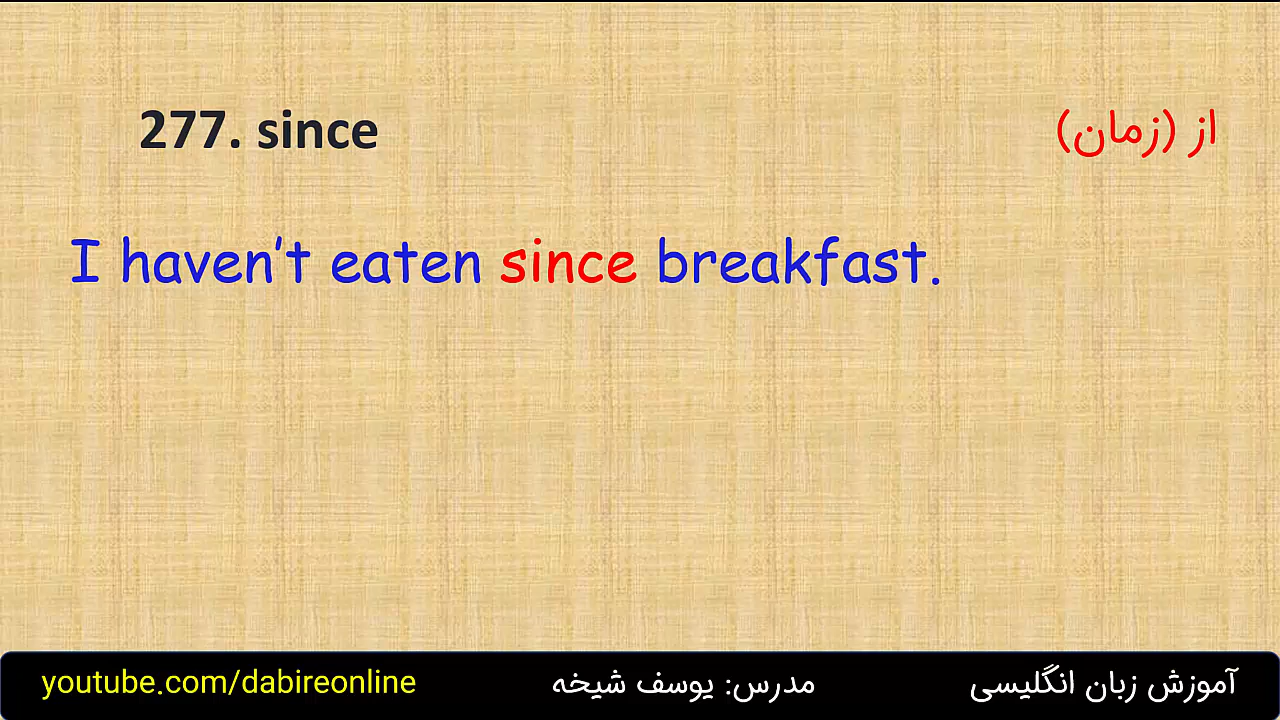 277. since
از (زمان)
I haven't eaten since breakfast.
youtube.com/dabireonline
مدرس: یوسف شیخه
آموزش زبان انگلیسی